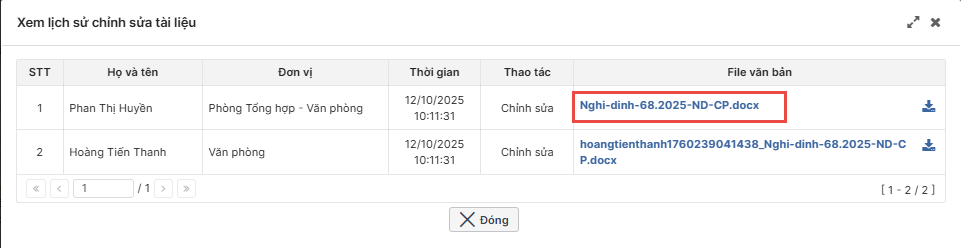 Xem lịch sử chỉnh sửa tài liệu
STT Họ và tên Đơn vị Thời gian Thao tác File văn bản
1 Phan Thị Huyền Phòng Tổng hợp - Văn phòng 12/10/2025 10:11:31 Chỉnh sửa Nghi-dinh-68.2025-ND-CP.docx
2 Hoàng Tiến Thanh Văn phòng 12/10/2025 10:11:31 Chỉnh sửa hoangtienthanh1760239041438_Nghi-dinh-68.2025-ND-C
P.docx
« < 1 / 1 > » [ 1 - 2 / 2 ]
Đóng